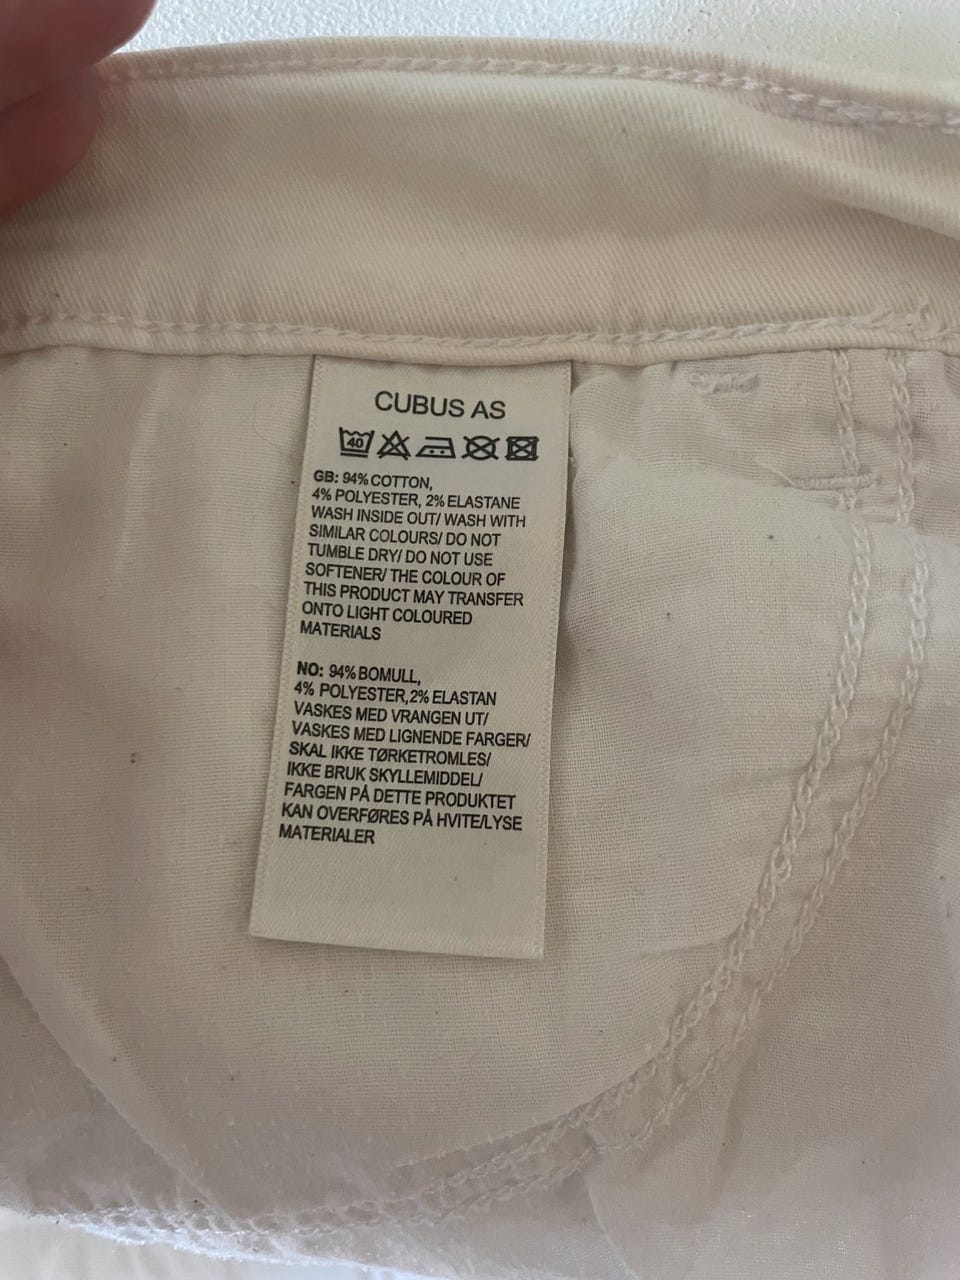 CUBUS AS
40
GB: 94% COTTON,
4% POLYESTER, 2% ELASTANE
WASH INSIDE OUT/ WASH WITH
SIMILAR COLOURS/ DO NOT
TUMBLE DRY/ DO NOT USE
SOFTENER/ THE COLOUR OF
THIS PRODUCT MAY TRANSFER
ONTO LIGHT COLOURED
MATERIALS
NO: 94% BOMULL,
4% POLYESTER,2% ELASTAN
VASKES MED VRANGEN UT/
VASKES MED LIGNENDE FARGER/
SKAL IKKE TØRKETROMLES/
IKKE BRUK SKYLLEMIDDEL/
FARGEN PÅ DETTE PRODUKTET
KAN OVERFØRES PÅ HVITE/LYSE
MATERIALER